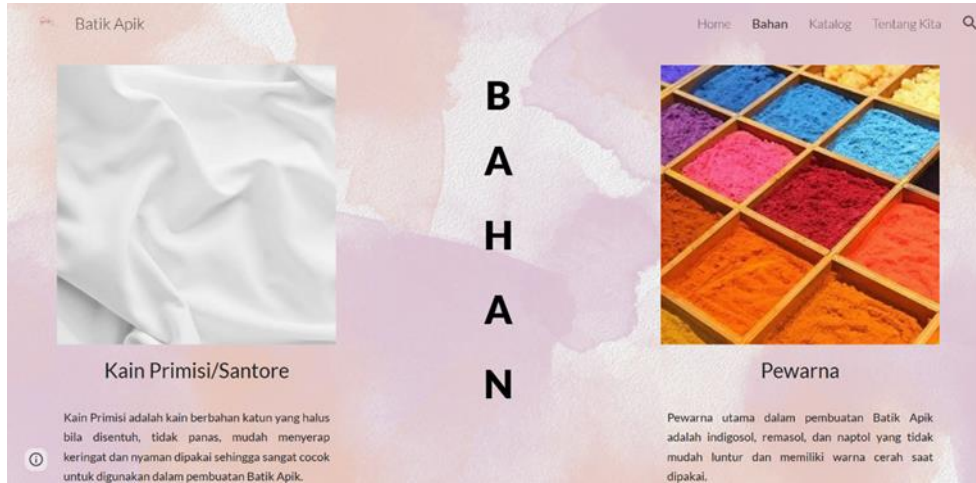 Batik Apik
Home Bahan Katalog Tentang Kita
B
A
H
A
N
Kain Primisi/Santore
Kain Primisi adalah kain berbahan katun yang halus
bila disentuh, tidak panas, mudah menyerap
keringat dan nyaman dipakai sehingga sangat cocok
untuk digunakan dalam pembuatan Batik Apik.
Pewarna
Pewarna utama dalam pembuatan Batik Apik
adalah indigosol, remasol, dan naptol yang tidak
mudah luntur dan memiliki warna cerah saat
dipakai.